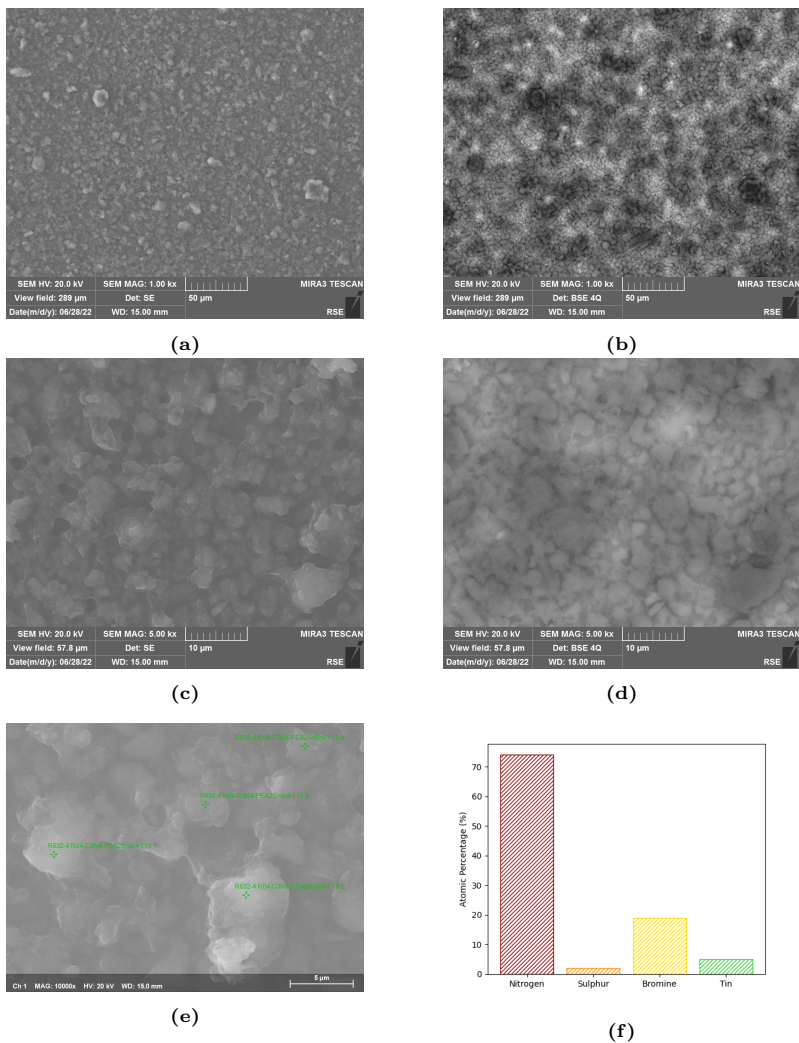 SEM HV: 20.0 kV SEM MAG: 1.00 kx MIRA3 TESCAN
View field: 289 µm Det: SE 50 µm
Date(m/d/y): 06/28/22 WD: 15.00 mm RSE
SEM HV: 20.0 kV SEM MAG: 1.00 kx MIRA3 TESCAN
View field: 289 µm Det: BSE 4Q 50 µm
Date(m/d/y): 06/28/22 WD: 15.00 mm RSE
(a)
(b)
SEM HV: 20.0 kV SEM MAG: 5.00 kx MIRA3 TESCAN
View field: 57.8 µm Det: SE 10 µm
Date(m/d/y): 06/28/22 WD: 15.00 mm RSE
SEM HV: 20.0 kV SEM MAG: 5.00 kx MIRA3 TESCAN
View field: 57.8 µm Det: BSE 4Q 10 µm
Date(m/d/y): 06/28/22 WD: 15.00 mm RSE
(c)
(d)
Ch 1 MAG: 10000x HV: 20 kV WD: 15.0 mm 5 µm
(e)
Atomic Percentage (%)
70
60
50
40
30
20
10
0
Nitrogen Sulphur Bromine Tin
(f)